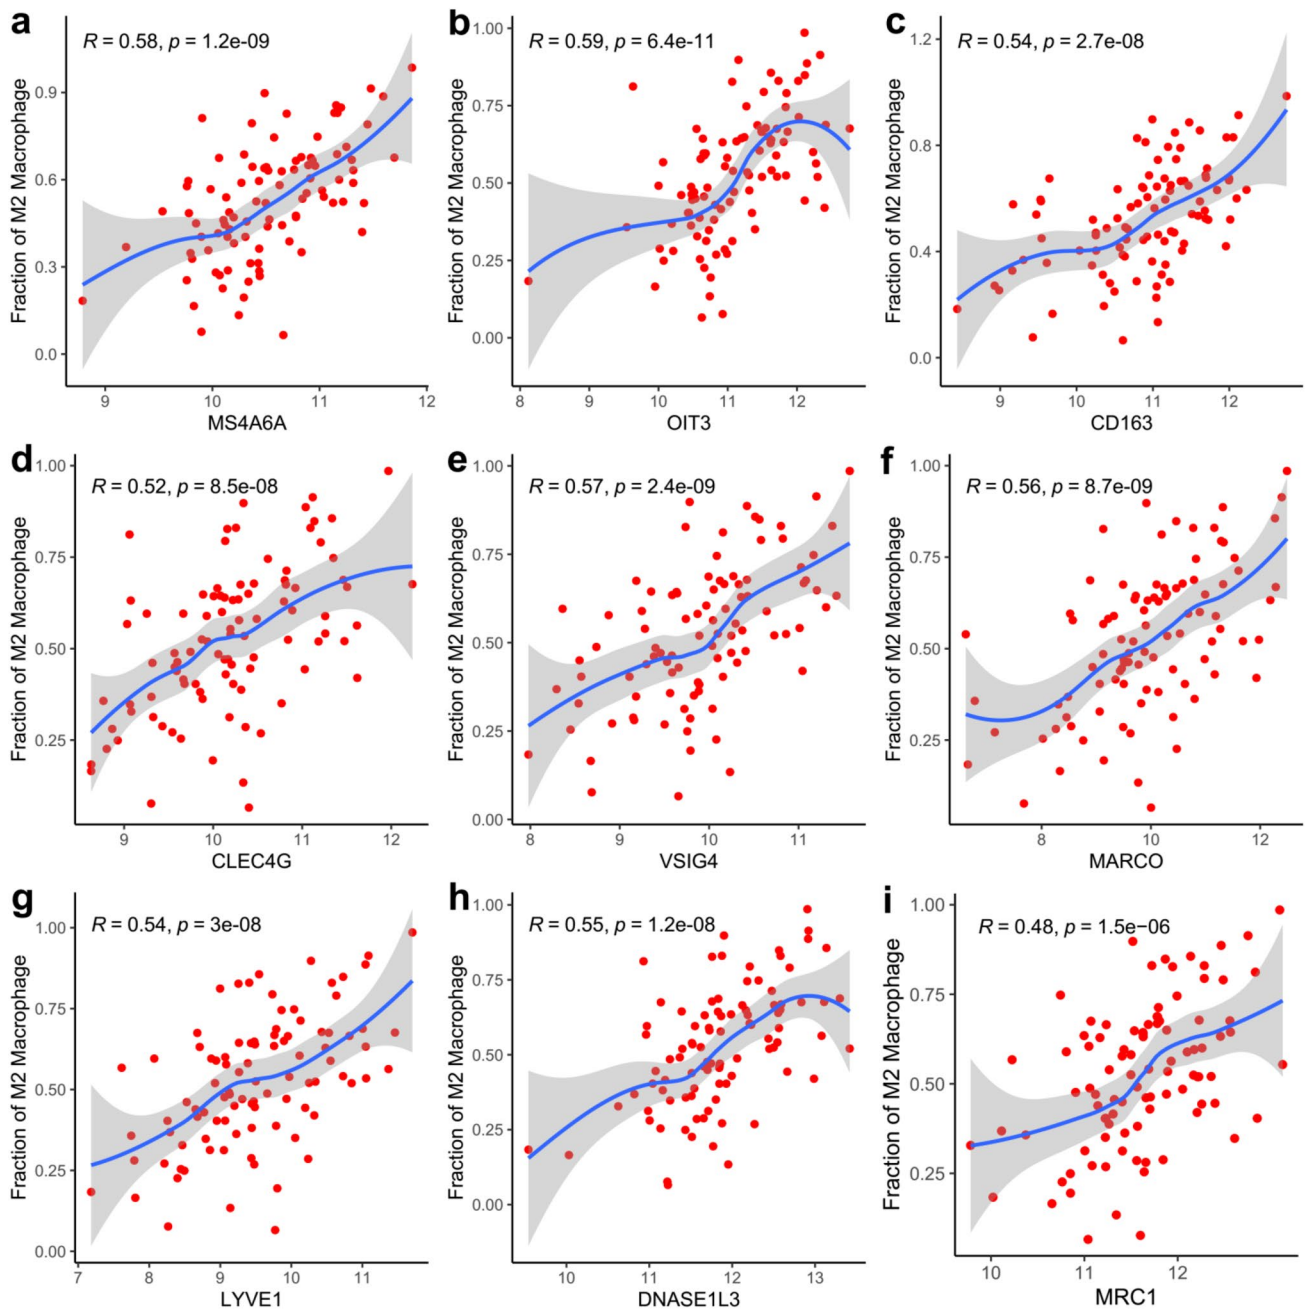 a
R = 0.58, p = 1.2e-09
Fraction of M2 Macrophage
0.9
0.6
0.3
0.0
9 10 11 12
MS4A6A
b
R = 0.59, p = 6.4e-11
Fraction of M2 Macrophage
1.00
0.75
0.50
0.25
0.00
8 9 10 11 12
OIT3
c
R = 0.54, p = 2.7e-08
Fraction of M2 Macrophage
1.2
0.8
0.4
0.0
9 10 11 12
CD163
d
R = 0.52, p = 8.5e-08
Fraction of M2 Macrophage
1.00
0.75
0.50
0.25
9 10 11 12
CLEC4G
e
R = 0.57, p = 2.4e-09
Fraction of M2 Macrophage
1.00
0.75
0.50
0.25
0.00
8 9 10 11
VSIG4
f
R = 0.56, p = 8.7e-09
Fraction of M2 Macrophage
1.00
0.75
0.50
0.25
8 10 12
MARCO
g
R = 0.54, p = 3e-08
Fraction of M2 Macrophage
1.00
0.75
0.50
0.25
0.00
7 8 9 10 11
LYVE1
h
R = 0.55, p = 1.2e-08
Fraction of M2 Macrophage
1.00
0.75
0.50
0.25
0.00
10 11 12 13
DNASE1L3
i
R = 0.48, p = 1.5e−06
Fraction of M2 Macrophage
1.00
0.75
0.50
0.25
10 11 12
MRC1